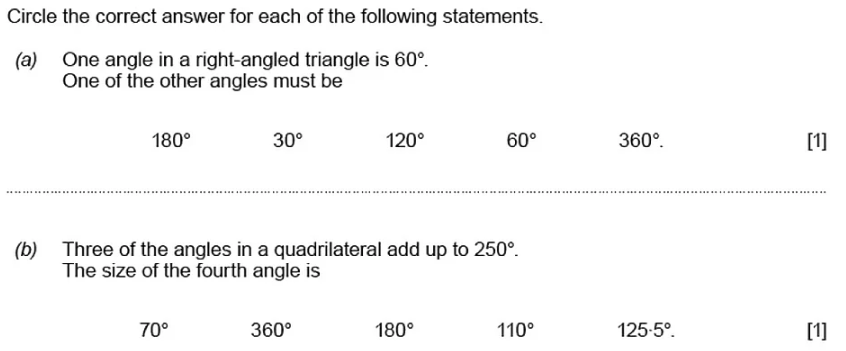 Circle the correct answer for each of the following statements.
(a) One angle in a right-angled triangle is 60°.
One of the other angles must be
180° 30° 120° 60° 360°. [1]
(b) Three of the angles in a quadrilateral add up to 250°.
The size of the fourth angle is
70° 360° 180° 110° 125·5°. [1]